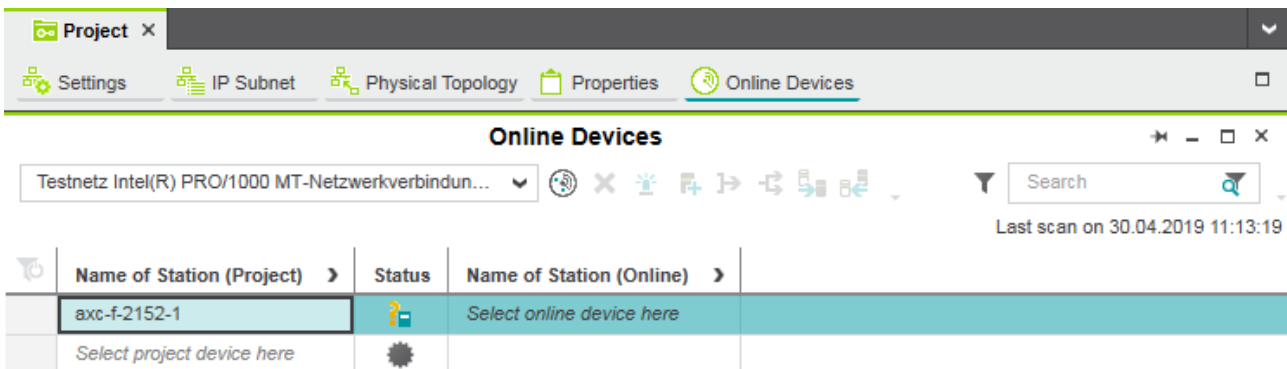 Project
Settings IP Subnet Physical Topology Properties Online Devices
Online Devices
Testnetz Intel(R) PRO/1000 MT-Netzwerkverbindun... Search
Last scan on 30.04.2019 11:13:19
Name of Station (Project) Status Name of Station (Online)
axc-f-2152-1 Select online device here
Select project device here